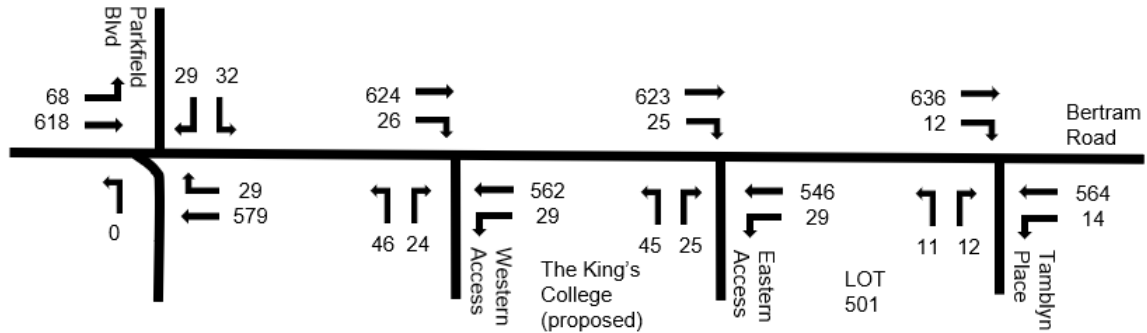 Parkfield
Blvd
68
618
29 32
0
29
579
624
26
46 24
562
29
Western
Access
The King's
College
(proposed)
623
25
45 25
546
29
Eastern
Access
LOT
501
636
12
11 12
564
14
Tamblyn
Place
Bertram
Road